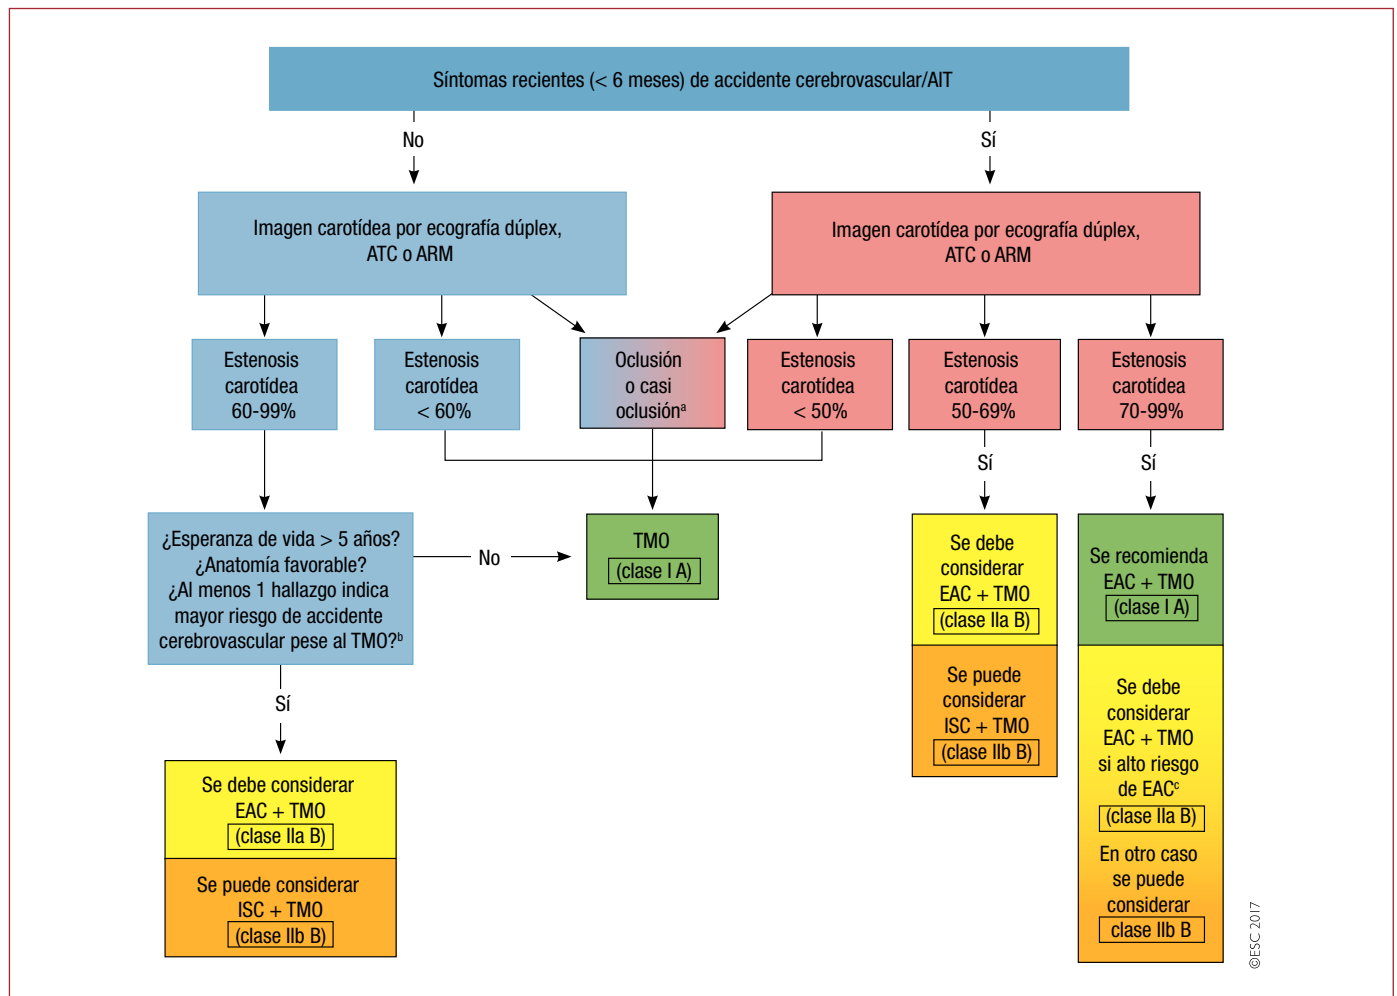 Síntomas recientes (< 6 meses) de accidente cerebrovascular/AIT
No
Sí
Imagen carotídea por ecografía dúplex,
ATC o ARM
Imagen carotídea por ecografía dúplex,
ATC o ARM
Estenosis
carotídea
60-99%
Estenosis
carotídea
< 60%
Oclusión
o casi
oclusiónª
Estenosis
carotídea
< 50%
Estenosis
carotídea
50-69%
Estenosis
carotídea
70-99%
Sí
Sí
¿Esperanza de vida > 5 años?
¿Anatomía favorable?
¿Al menos 1 hallazgo indica
mayor riesgo de accidente
cerebrovascular pese al TMO?ᵇ
No
TMO
(clase I A)
Se debe
considerar
EAC + TMO
(clase IIa B)
Se puede
considerar
ISC + TMO
(clase IIb B)
Se recomienda
EAC + TMO
(clase I A)
Se debe
considerar
EAC + TMO
si alto riesgo
de EACᶜ
(clase IIa B)
En otro caso
se puede
considerar
clase IIb B
Sí
Se debe considerar
EAC + TMO
(clase IIa B)
Se puede considerar
ISC + TMO
(clase IIb B)
©ESC 2017